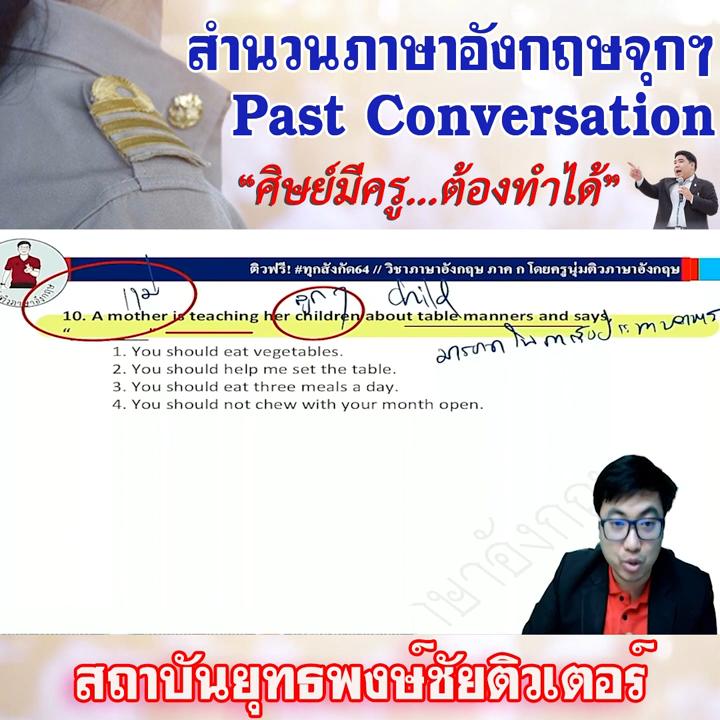 สำนวนภาษาอังกฤษจุกๆ
Past Conversation
“ศิษย์มีครู...ต้องทำได้”
ติวฟรี! #ทุกสังกัด64 // วิชาภาษาอังกฤษ ภาค ก โดยครูนุ่มติวภาษาอังกฤษ
แม่ ลูกๆ child
10. A mother is teaching her children about table manners and says,
“__________”
มารยาท ใน การรับประทานอาหาร
1. You should eat vegetables.
2. You should help me set the table.
3. You should eat three meals a day.
4. You should not chew with your month open.
สถาบันยุทธพงษ์ชัยติวเตอร์